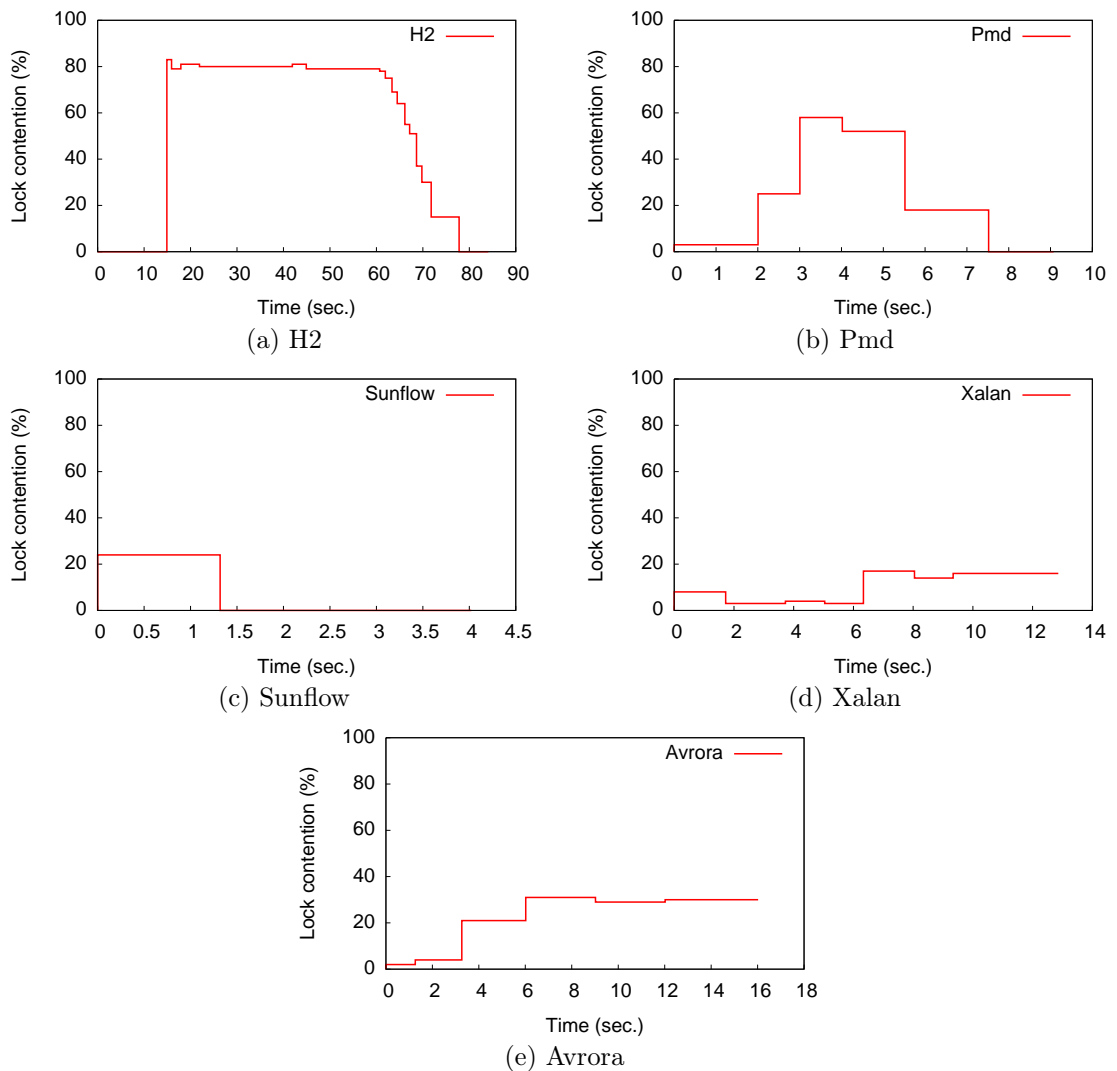 100
80
60
40
20
0
Lock contention (%)
H2
0 10 20 30 40 50 60 70 80 90
Time (sec.)
(a) H2
100
80
60
40
20
0
Lock contention (%)
Pmd
0 1 2 3 4 5 6 7 8 9 10
Time (sec.)
(b) Pmd
100
80
60
40
20
0
Lock contention (%)
Sunflow
0 0.5 1 1.5 2 2.5 3 3.5 4 4.5
Time (sec.)
(c) Sunflow
100
80
60
40
20
0
Lock contention (%)
Xalan
0 2 4 6 8 10 12 14
Time (sec.)
(d) Xalan
100
80
60
40
20
0
Lock contention (%)
Avrora
0 2 4 6 8 10 12 14 16 18
Time (sec.)
(e) Avrora